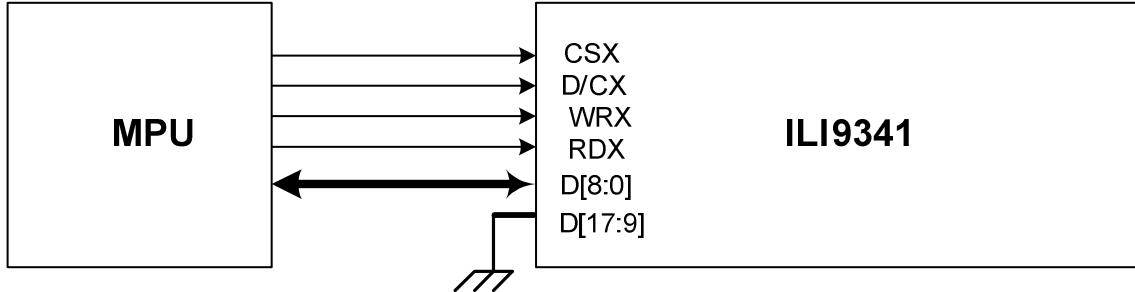 MPU
CSX
D/CX
WRX
RDX
D[8:0]
D[17:9]
ILI9341